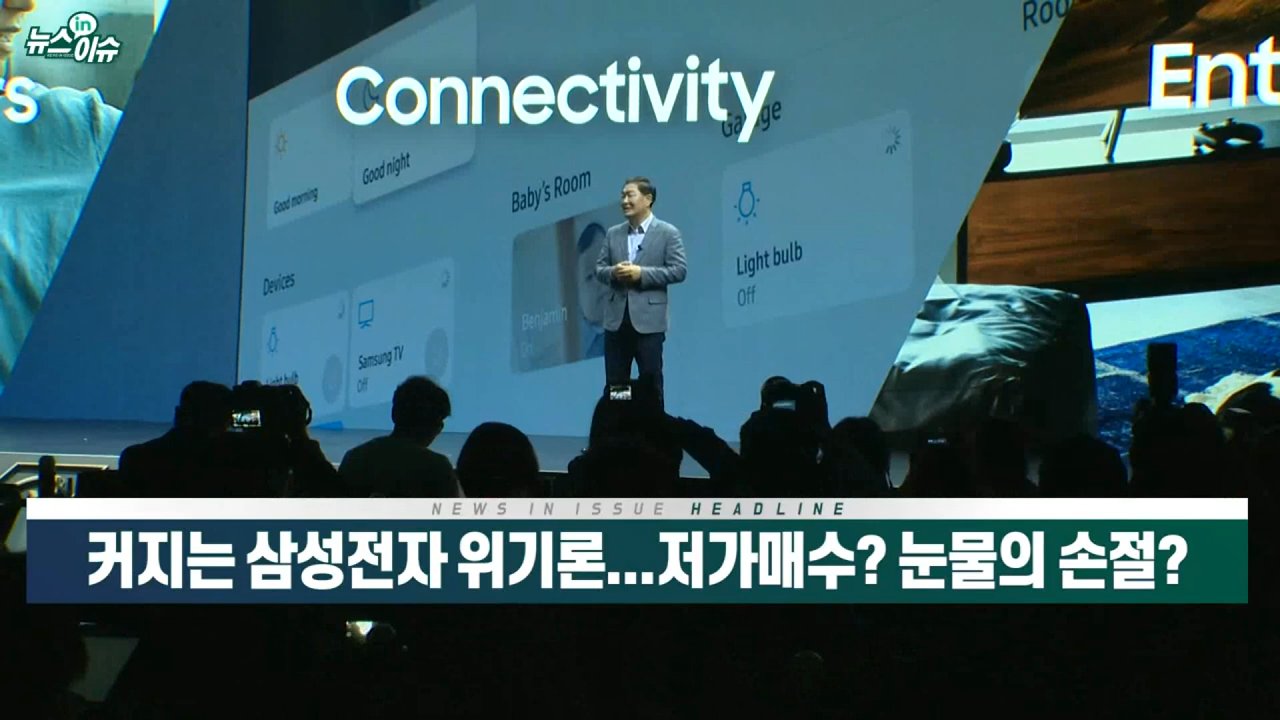 뉴스in이슈
Connectivity
Ent
Good morning
Good night
Baby's Room
Devices
Light bulb
Off
Samsung TV
Off
Benjamin
NEWS IN ISSUE HEADLINE
커지는 삼성전자 위기론...저가매수? 눈물의 손절?